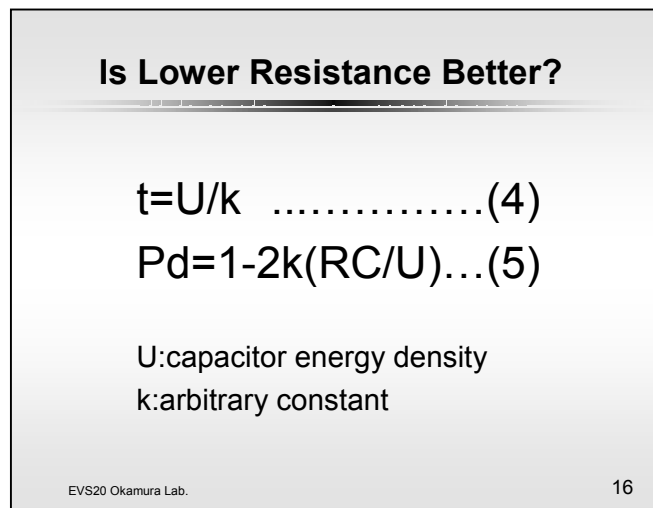 Is Lower Resistance Better?
t=U/k ...…………(4)
Pd=1-2k(RC/U)…(5)
U:capacitor energy density
k:arbitrary constant
EVS20 Okamura Lab.
16